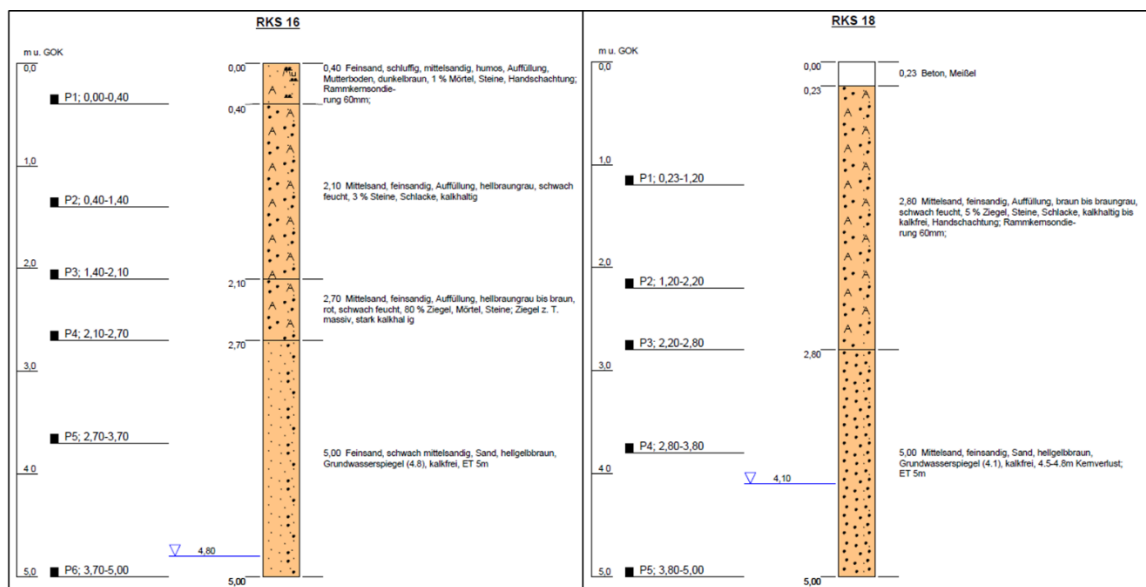 RKS 16
m u. GOK
0,0
1,0
2,0
3,0
4,0
5,0
P1; 0,00-0,40
P2; 0,40-1,40
P3; 1,40-2,10
P4; 2,10-2,70
P5; 2,70-3,70
P6; 3,70-5,00
4,80
0,00
0,40
2,10
2,70
5,00
0,40 Feinsand, schluffig, mittelsandig, humos, Auffüllung,
Mutterboden, dunkelbraun, 1 % Mörtel, Steine, Handschachtung;
Rammkernsondie-
rung 60mm;
2,10 Mittelsand, feinsandig, Auffüllung, hellbraungrau, schwach
feucht, 3 % Steine, Schlacke, kalkhaltig
2,70 Mittelsand, feinsandig, Auffüllung, hellbraungrau bis braun,
rot, schwach feucht, 80 % Ziegel, Mörtel, Steine; Ziegel z. T.
massiv, stark kalkhal ig
5,00 Feinsand, schwach mittelsandig, Sand, hellgelbbraun,
Grundwasserspiegel (4.8), kalkfrei, ET 5m
RKS 18
m u. GOK
0,0
1,0
2,0
3,0
4,0
5,0
P1; 0,23-1,20
P2; 1,20-2,20
P3; 2,20-2,80
P4; 2,80-3,80
P5; 3,80-5,00
4,10
0,00
0,23
2,80
5,00
0,23 Beton, Meißel
2,80 Mittelsand, feinsandig, Auffüllung, braun bis braungrau,
schwach feucht, 5 % Ziegel, Steine, Schlacke, kalkhaltig bis
kalkfrei, Handschachtung; Rammkernsondie-
rung 60mm;
5,00 Mittelsand, feinsandig, Sand, hellgelbbraun,
Grundwasserspiegel (4.1), kalkfrei, 4.5-4.8m Kernverlust;
ET 5m